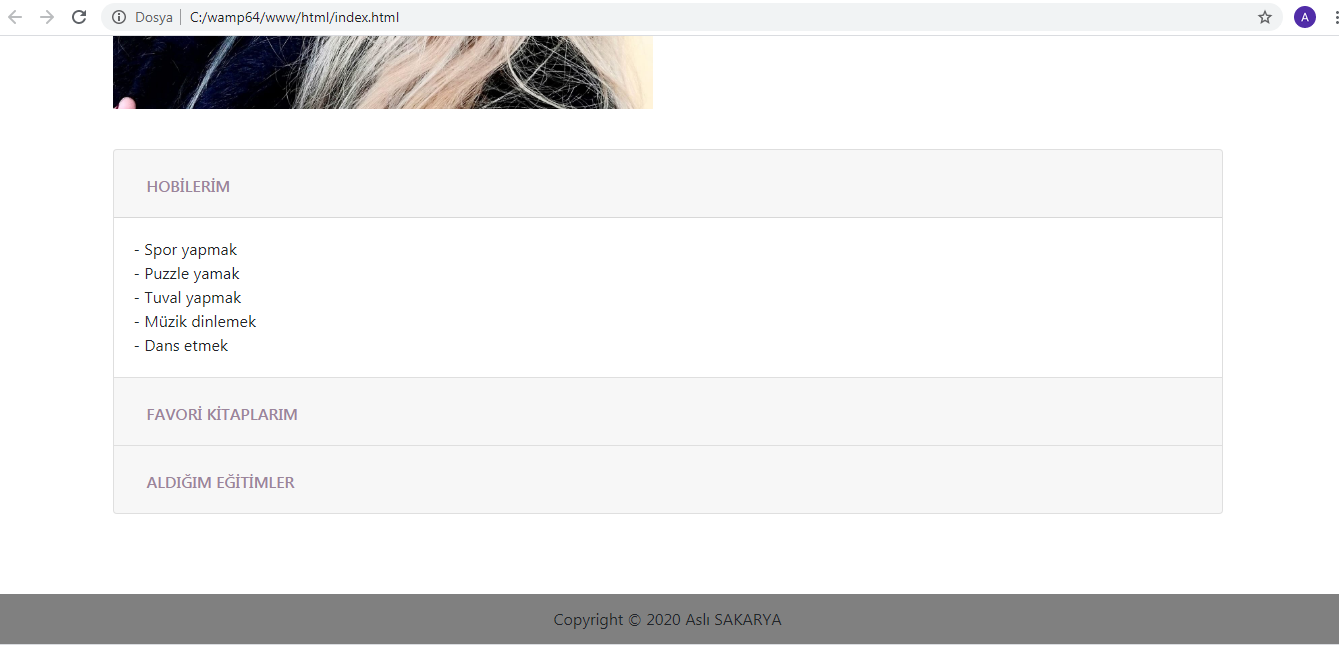 Dosya C:/wamp64/www/html/index.html A
HOBİLERİM
- Spor yapmak
- Puzzle yamak
- Tuval yapmak
- Müzik dinlemek
- Dans etmek
FAVORİ KİTAPLARIM
ALDIĞIM EĞİTİMLER
Copyright © 2020 Aslı SAKARYA